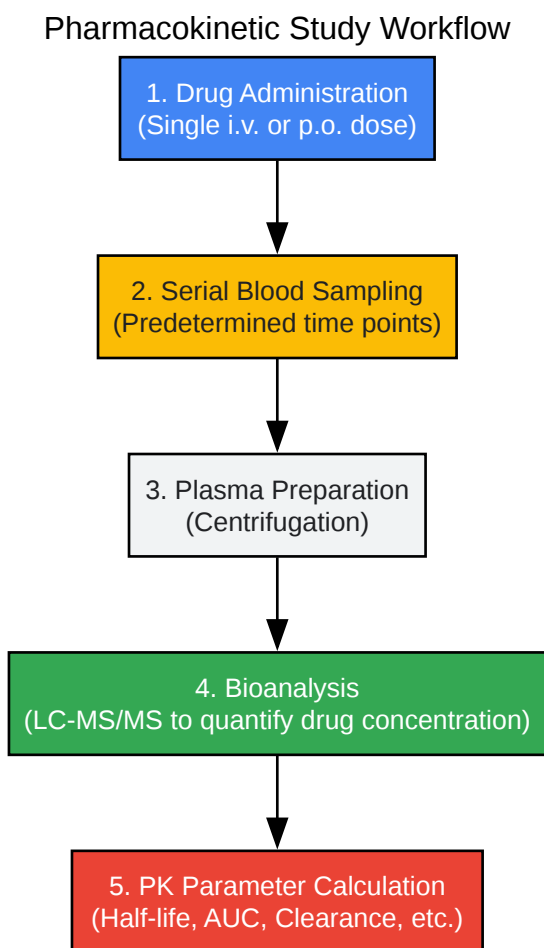 Pharmacokinetic Study Workflow
1. Drug Administration
(Single i.v. or p.o. dose)
2. Serial Blood Sampling
(Predetermined time points)
3. Plasma Preparation
(Centrifugation)
4. Bioanalysis
(LC-MS/MS to quantify drug concentration)
5. PK Parameter Calculation
(Half-life, AUC, Clearance, etc.)